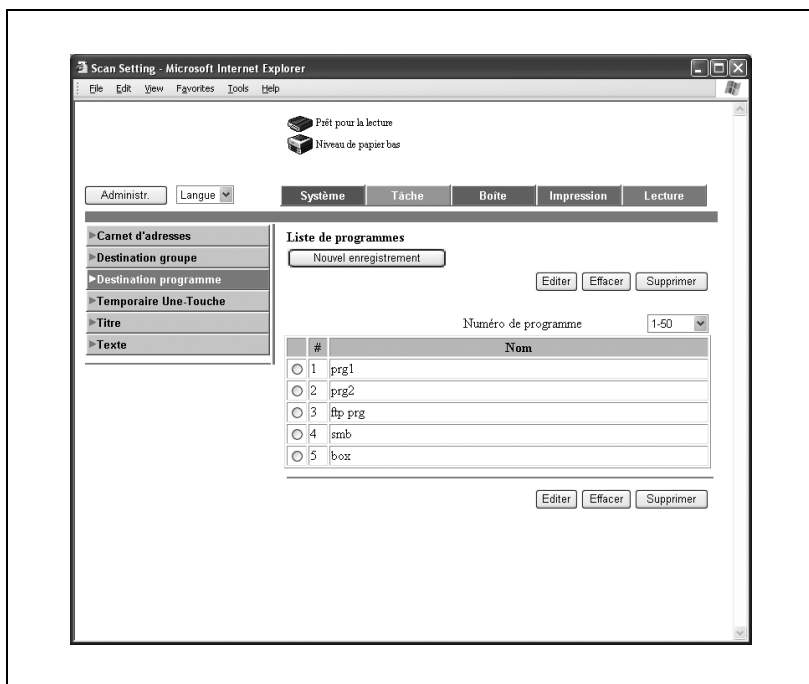 Scan Setting - Microsoft Internet Explorer
File Edit View Favorites Tools Help
Prêt pour la lecture
Niveau de papier bas
Administr. Langue Système Tâche Boîte Impression Lecture
Carnet d'adresses
Destination groupe
Destination programme
Temporaire Une-Touche
Titre
Texte
Liste de programmes
Nouvel enregistrement
Editer Effacer Supprimer
Numéro de programme 1-50
# Nom
1 prg1
2 prg2
3 ftp prg
4 smb
5 box
Editer Effacer Supprimer